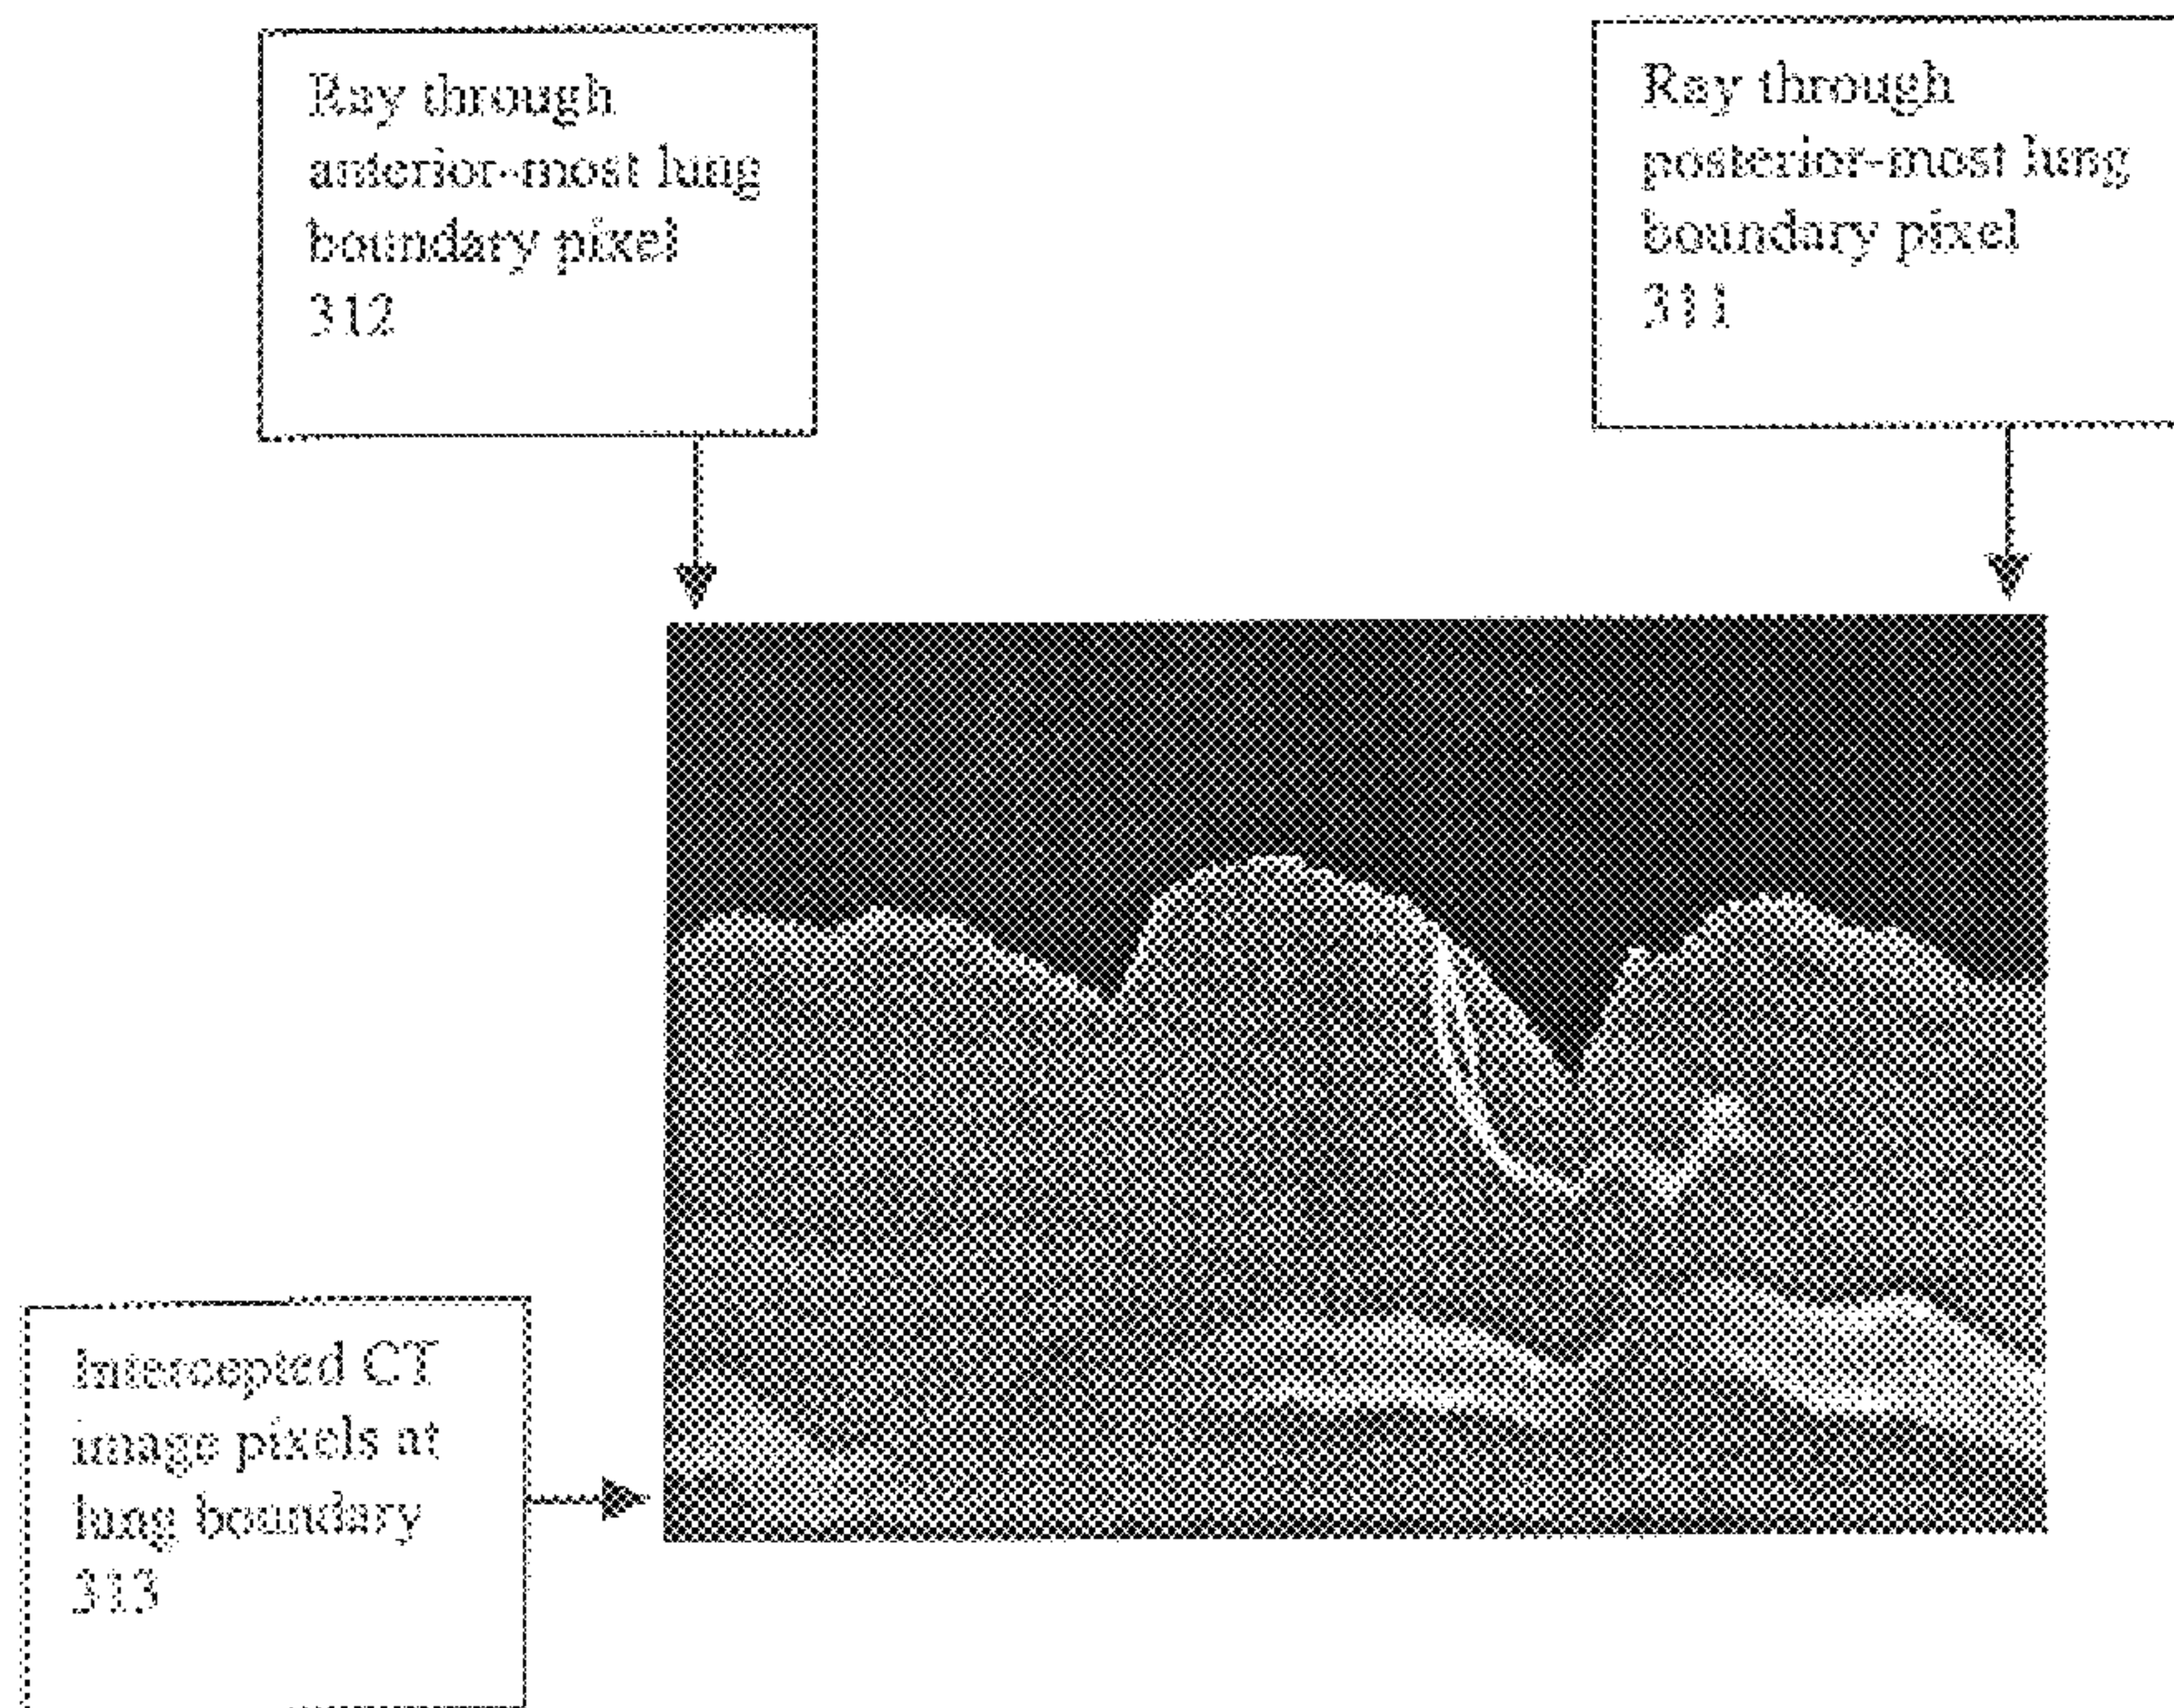 Ray through
anterior-most lung
boundary pixel
312
Ray through
posterior-most lung
boundary pixel
311
Intercepted CT
image pixels at
lung boundary
313